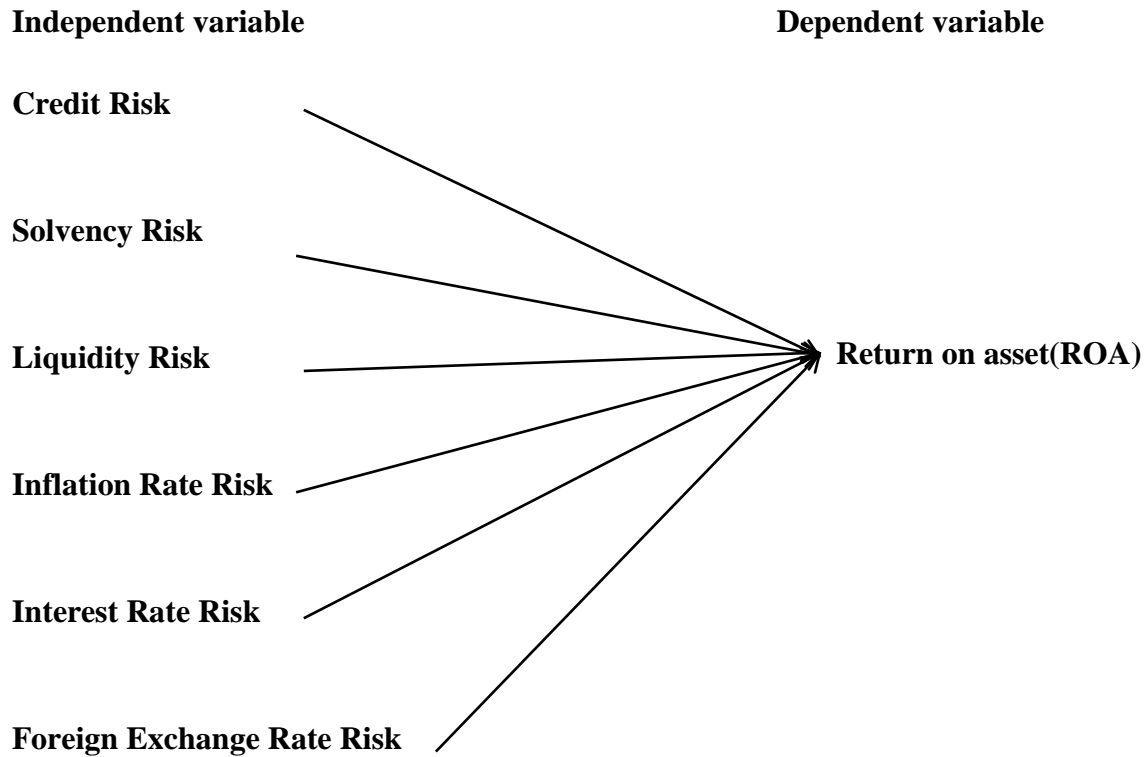 Independent variable
Dependent variable
Credit Risk
Solvency Risk
Liquidity Risk
Return on asset(ROA)
Inflation Rate Risk
Interest Rate Risk
Foreign Exchange Rate Risk